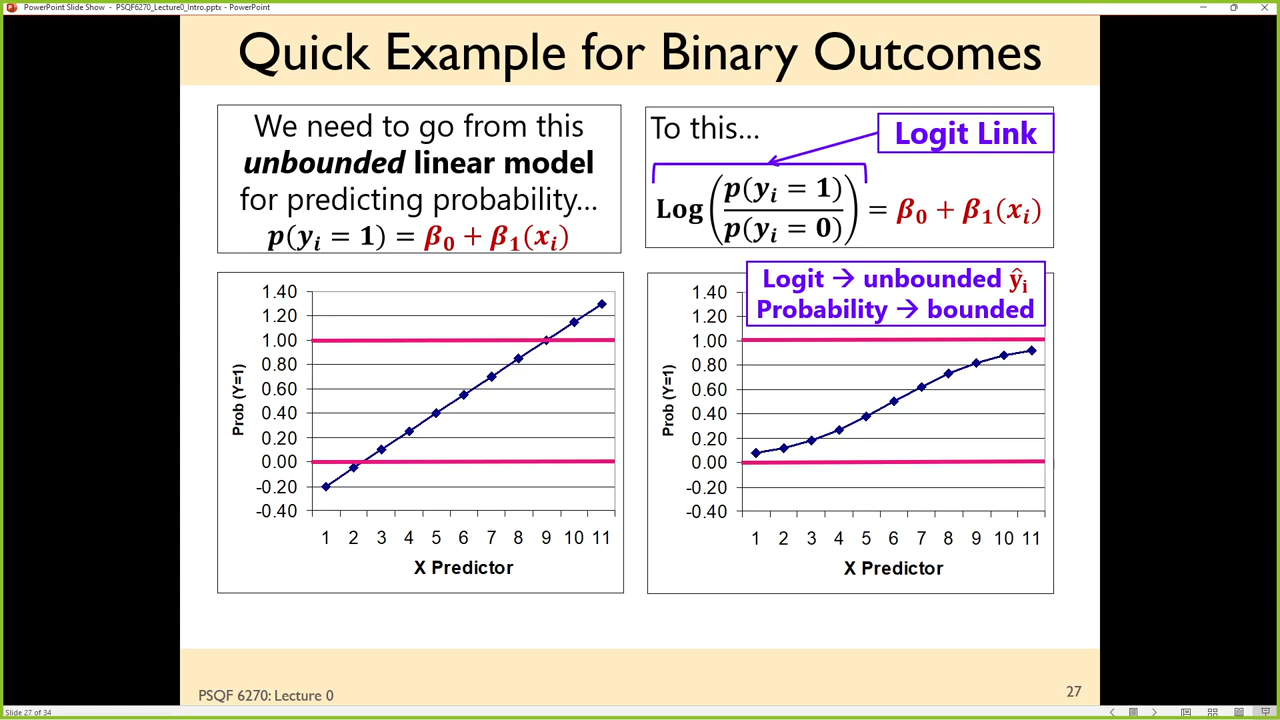 PowerPoint Slide Show - PSQF6270_Lecture0_Intro.pptx - PowerPoint
Quick Example for Binary Outcomes
We need to go from this
unbounded linear model
for predicting probability…
p(yᵢ = 1) = β₀ + β₁(xᵢ)
To this…
Logit Link
Log(p(yᵢ = 1)/p(yᵢ = 0)) = β₀ + β₁(xᵢ)
Logit → unbounded ŷᵢ
Probability → bounded
Prob (Y=1)
1.40
1.20
1.00
0.80
0.60
0.40
0.20
0.00
-0.20
-0.40
1 2 3 4 5 6 7 8 9 10 11
X Predictor
Prob (Y=1)
1.40
1.20
1.00
0.80
0.60
0.40
0.20
0.00
-0.20
-0.40
1 2 3 4 5 6 7 8 9 10 11
X Predictor
PSQF 6270: Lecture 0
27
Slide 27 of 34